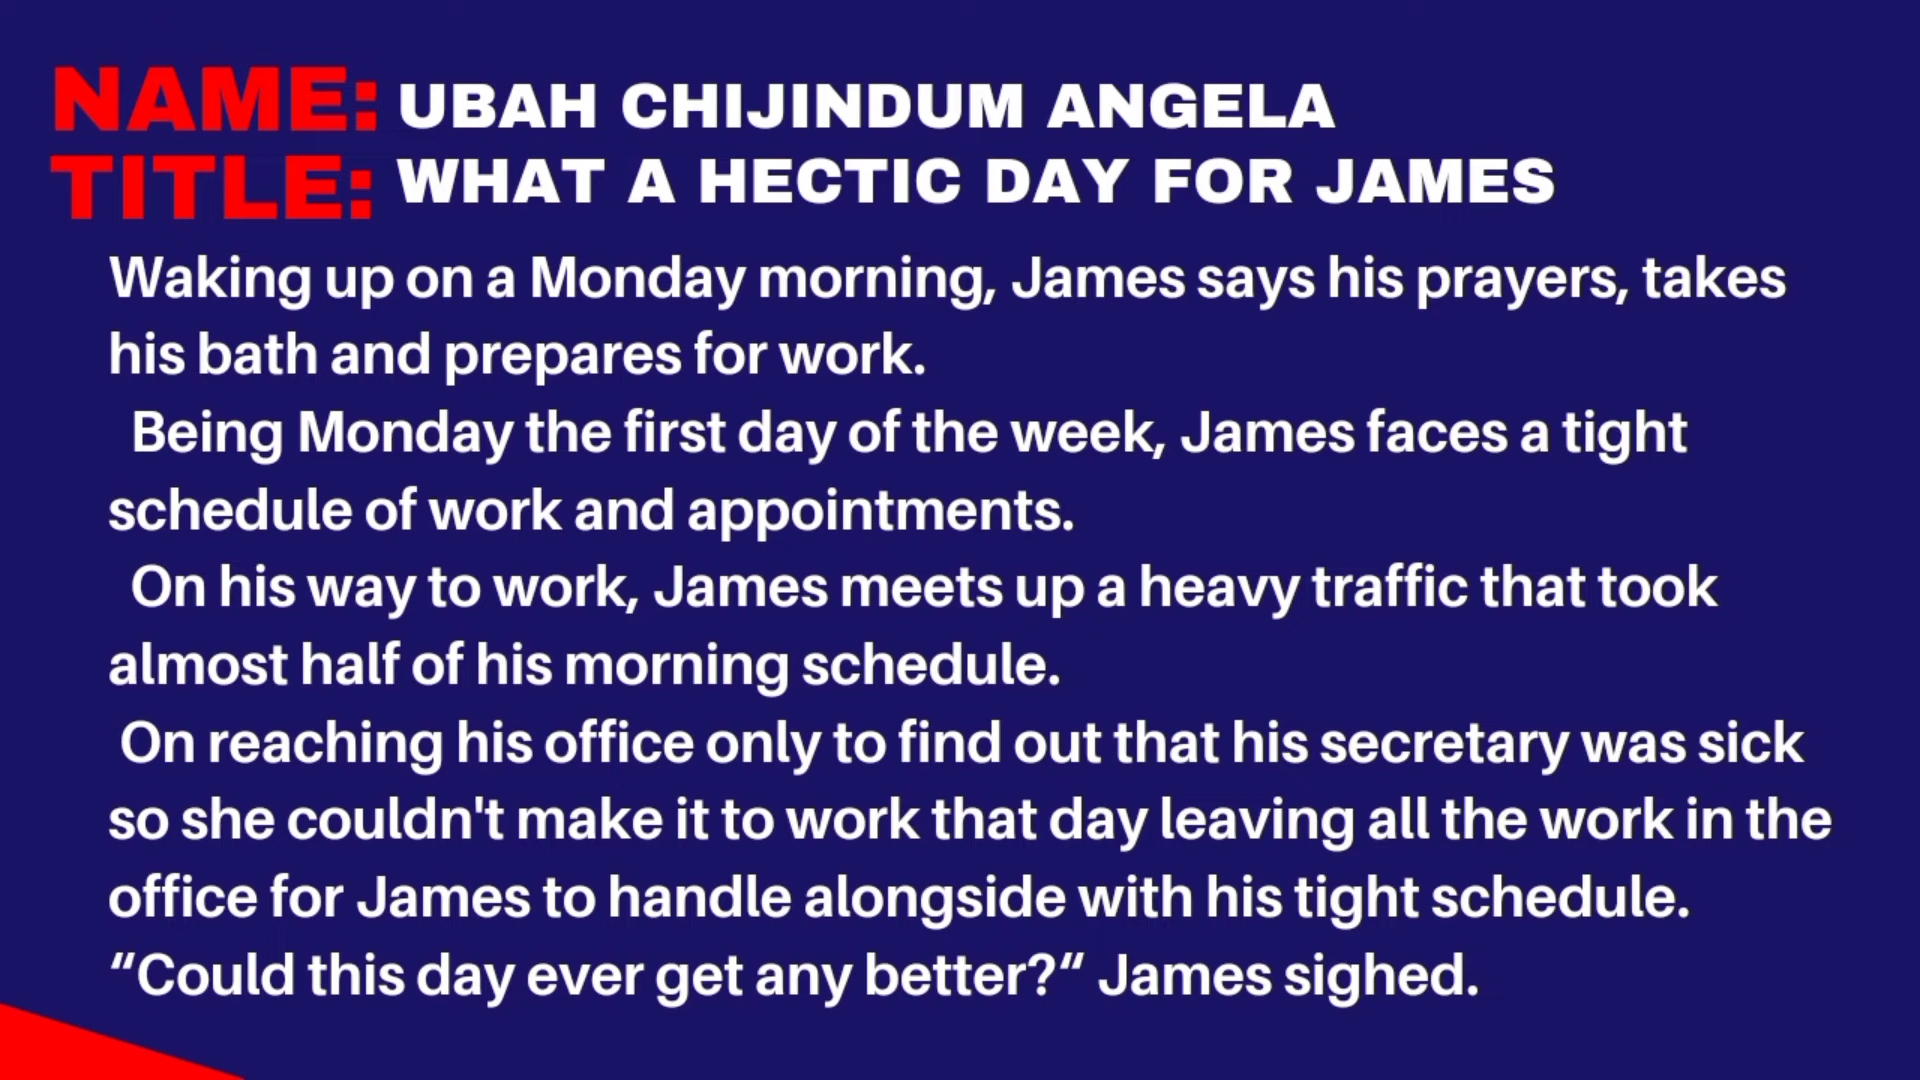 NAME: UBAH CHIJINDUM ANGELA
TITLE: WHAT A HECTIC DAY FOR JAMES
Waking up on a Monday morning, James says his prayers, takes
his bath and prepares for work.
Being Monday the first day of the week, James faces a tight
schedule of work and appointments.
On his way to work, James meets up a heavy traffic that took
almost half of his morning schedule.
On reaching his office only to find out that his secretary was sick
so she couldn't make it to work that day leaving all the work in the
office for James to handle alongside with his tight schedule.
“Could this day ever get any better?“ James sighed.